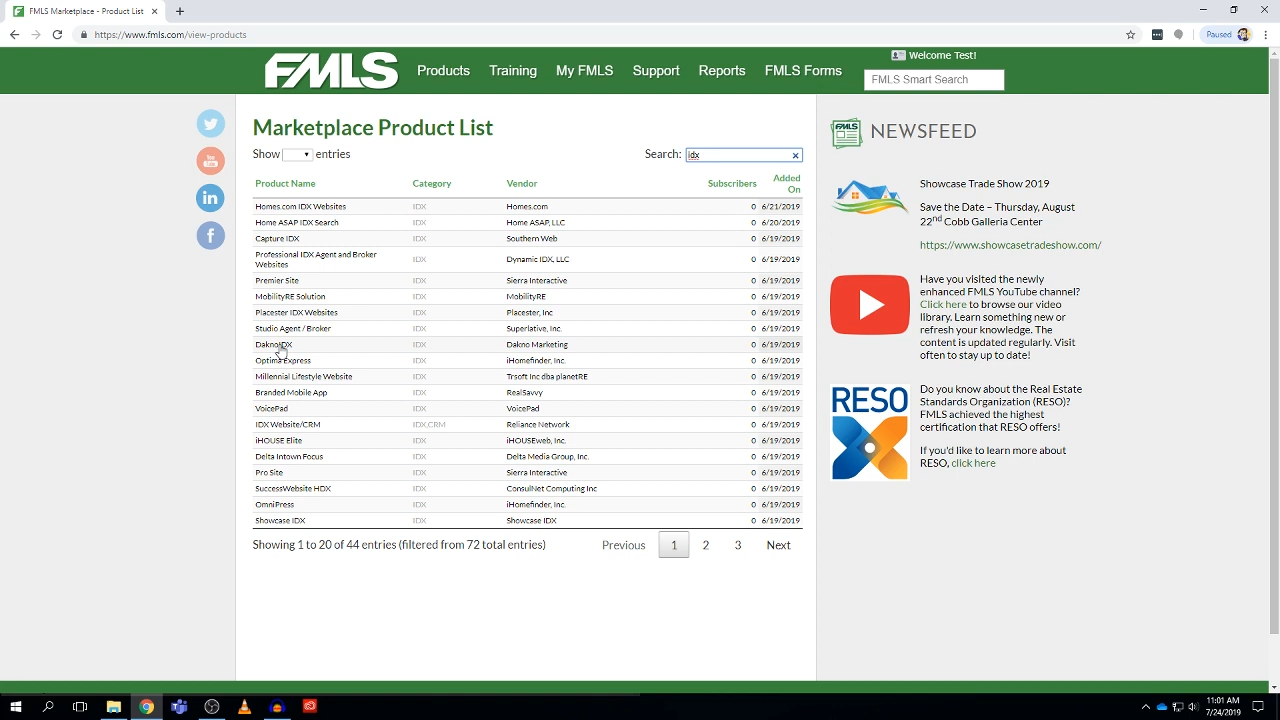 FMLS Marketplace - Product List
https://www.fmls.com/view-products
Paused
FMLS
Products
Training
My FMLS
Support
Reports
FMLS Forms
Welcome Test!
FMLS Smart Search
Marketplace Product List
Show entries
Search: idx
Product Name Category Vendor Subscribers Added On
Homes.com IDX Websites IDX Homes.com 0 6/21/2019
Home ASAP IDX Search IDX Home ASAP, LLC 0 6/20/2019
Capture IDX IDX Southern Web 0 6/19/2019
Professional IDX Agent and Broker
Websites IDX Dynamic IDX, LLC 0 6/19/2019
Premier Site IDX Sierra Interactive 0 6/19/2019
MobilityRE Solution IDX MobilityRE 0 6/19/2019
Placester IDX Websites IDX Placester, Inc 0 6/19/2019
Studio Agent / Broker IDX Superlative, Inc. 0 6/19/2019
DaknoIDX IDX Dakno Marketing 0 6/19/2019
Optima Express IDX iHomefinder, Inc. 0 6/19/2019
Millennial Lifestyle Website IDX Trsoft Inc dba planetRE 0 6/19/2019
Branded Mobile App IDX RealSavvy 0 6/19/2019
VoicePad IDX VoicePad 0 6/19/2019
IDX Website/CRM IDX,CRM Reliance Network 0 6/19/2019
iHOUSE Elite IDX iHOUSEweb, Inc. 0 6/19/2019
Delta Intown Focus IDX Delta Media Group, Inc. 0 6/19/2019
Pro Site IDX Sierra Interactive 0 6/19/2019
SuccessWebsite HDX IDX ConsulNet Computing Inc 0 6/19/2019
OmniPress IDX iHomefinder, Inc. 0 6/19/2019
Showcase IDX IDX Showcase IDX 0 6/19/2019
Showing 1 to 20 of 44 entries (filtered from 72 total entries)
Previous 1 2 3 Next
FMLS
NEWSFEED
Showcase Trade Show 2019
Save the Date – Thursday, August
22nd Cobb Galleria Center
https://www.showcasetradeshow.com/
Have you visited the newly
enhanced FMLS YouTube channel?
Click here to browse our video
library. Learn something new or
refresh your knowledge. The
content is updated regularly. Visit
often to stay up to date!
RESO
Do you know about the Real Estate
Standards Organization (RESO)?
FMLS achieved the highest
certification that RESO offers!
If you'd like to learn more about
RESO, click here
11:01 AM
7/24/2019